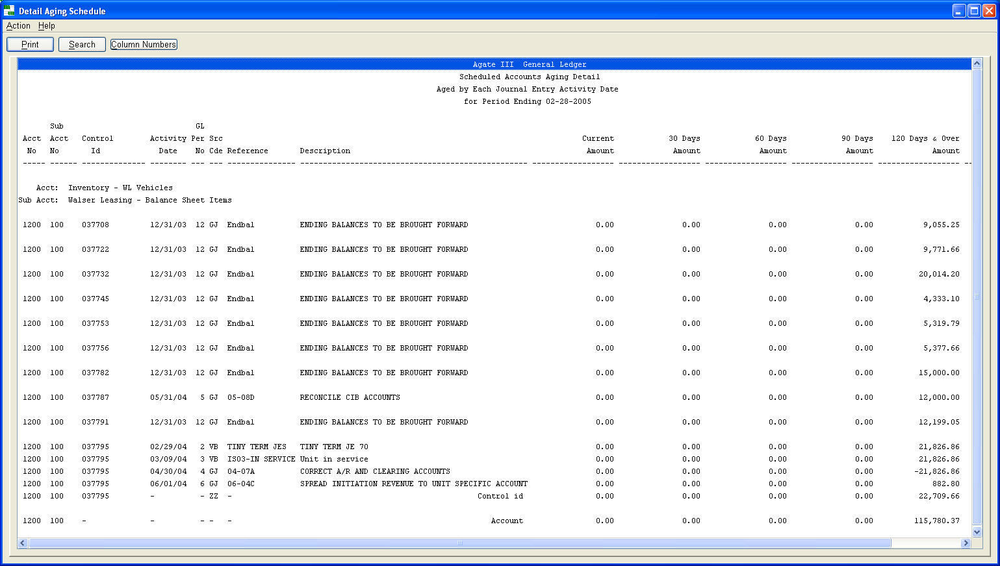 Detail Aging Schedule
Action Help
Print Search Column Numbers
Agate III General Ledger
Scheduled Accounts Aging Detail
Aged by Each Journal Entry Activity Date
for Period Ending 02-28-2005
Sub GL
Acct Acct Control Activity Per Src Current 30 Days 60 Days 90 Days 120 Days & Over
No No Id Date No Cde Reference Description Amount Amount Amount Amount Amount
Acct: Inventory - WL Vehicles
Sub Acct: Walser Leasing - Balance Sheet Items
1200 100 037708 12/31/03 12 GJ Endbal ENDING BALANCES TO BE BROUGHT FORWARD 0.00 0.00 0.00 0.00 9,055.25
1200 100 037722 12/31/03 12 GJ Endbal ENDING BALANCES TO BE BROUGHT FORWARD 0.00 0.00 0.00 0.00 9,771.66
1200 100 037732 12/31/03 12 GJ Endbal ENDING BALANCES TO BE BROUGHT FORWARD 0.00 0.00 0.00 0.00 20,014.20
1200 100 037745 12/31/03 12 GJ Endbal ENDING BALANCES TO BE BROUGHT FORWARD 0.00 0.00 0.00 0.00 4,333.10
1200 100 037753 12/31/03 12 GJ Endbal ENDING BALANCES TO BE BROUGHT FORWARD 0.00 0.00 0.00 0.00 5,319.79
1200 100 037756 12/31/03 12 GJ Endbal ENDING BALANCES TO BE BROUGHT FORWARD 0.00 0.00 0.00 0.00 5,377.66
1200 100 037782 12/31/03 12 GJ Endbal ENDING BALANCES TO BE BROUGHT FORWARD 0.00 0.00 0.00 0.00 15,000.00
1200 100 037787 05/31/04 5 GJ 05-08D RECONCILE CIB ACCOUNTS 0.00 0.00 0.00 0.00 12,000.00
1200 100 037791 12/31/03 12 GJ Endbal ENDING BALANCES TO BE BROUGHT FORWARD 0.00 0.00 0.00 0.00 12,199.05
1200 100 037795 02/29/04 2 VB TINY TERM JES TINY TERM JE 70 0.00 0.00 0.00 0.00 21,826.86
1200 100 037795 03/09/04 3 VB IS03-IN SERVICE Unit in service 0.00 0.00 0.00 0.00 21,826.86
1200 100 037795 04/30/04 4 GJ 04-07A CORRECT A/R AND CLEARING ACCOUNTS 0.00 0.00 0.00 0.00 -21,826.86
1200 100 037795 06/01/04 6 GJ 06-04C SPREAD INITIATION REVENUE TO UNIT SPECIFIC ACCOUNT 0.00 0.00 0.00 0.00 882.80
1200 100 037795 - - ZZ - Control id 0.00 0.00 0.00 0.00 22,709.66
1200 100 - - - - - Account 0.00 0.00 0.00 0.00 115,780.37